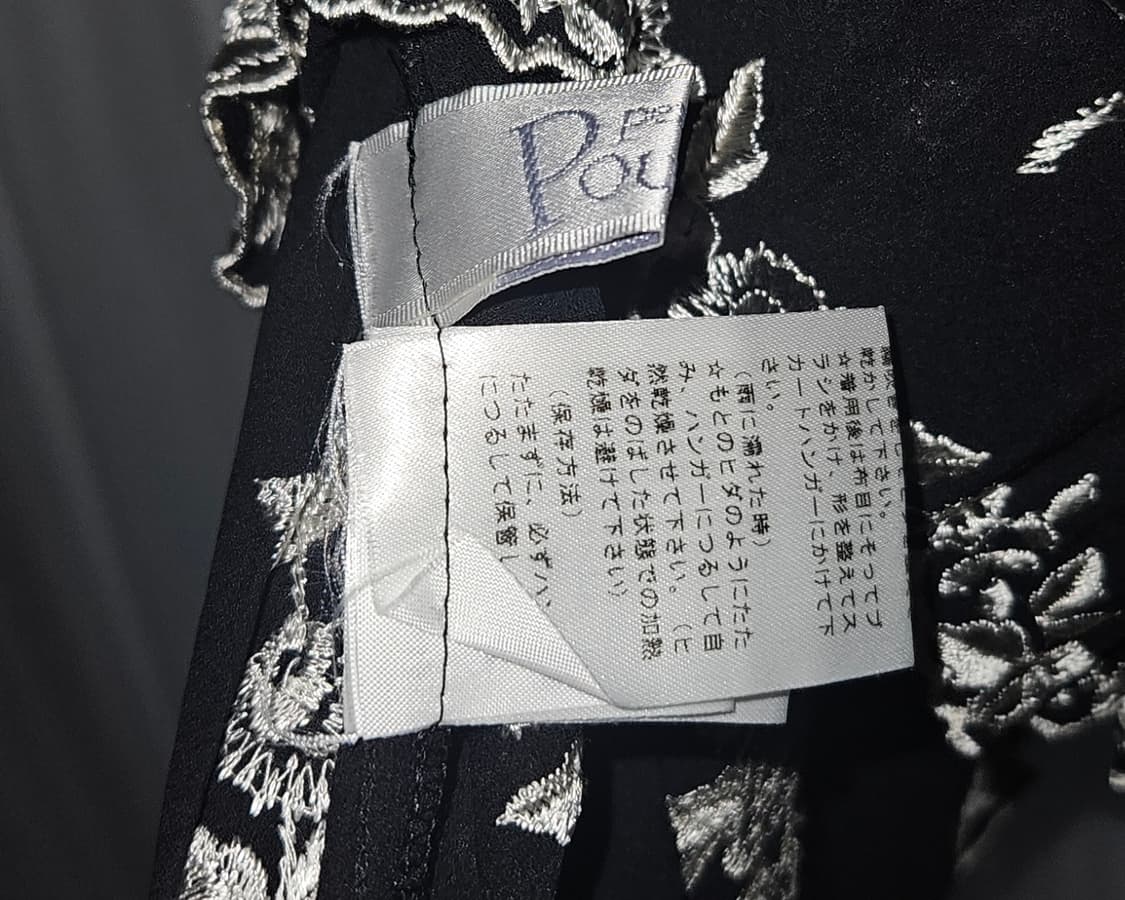 Pou
乾かして下さい。
☆着用後は布目にそってブ
ラシをかけ、形を整えてス
カートハンガーにかけて下
さい。
(雨に濡れた時)
☆もとのヒダのようにたた
み、ハンガーにつるして自
然乾燥させて下さい。(ヒ
ダをのばした状態での加熱
乾燥は避けて下さい)
(保存方法)
たたまずに、必ずハン
につるして保管し